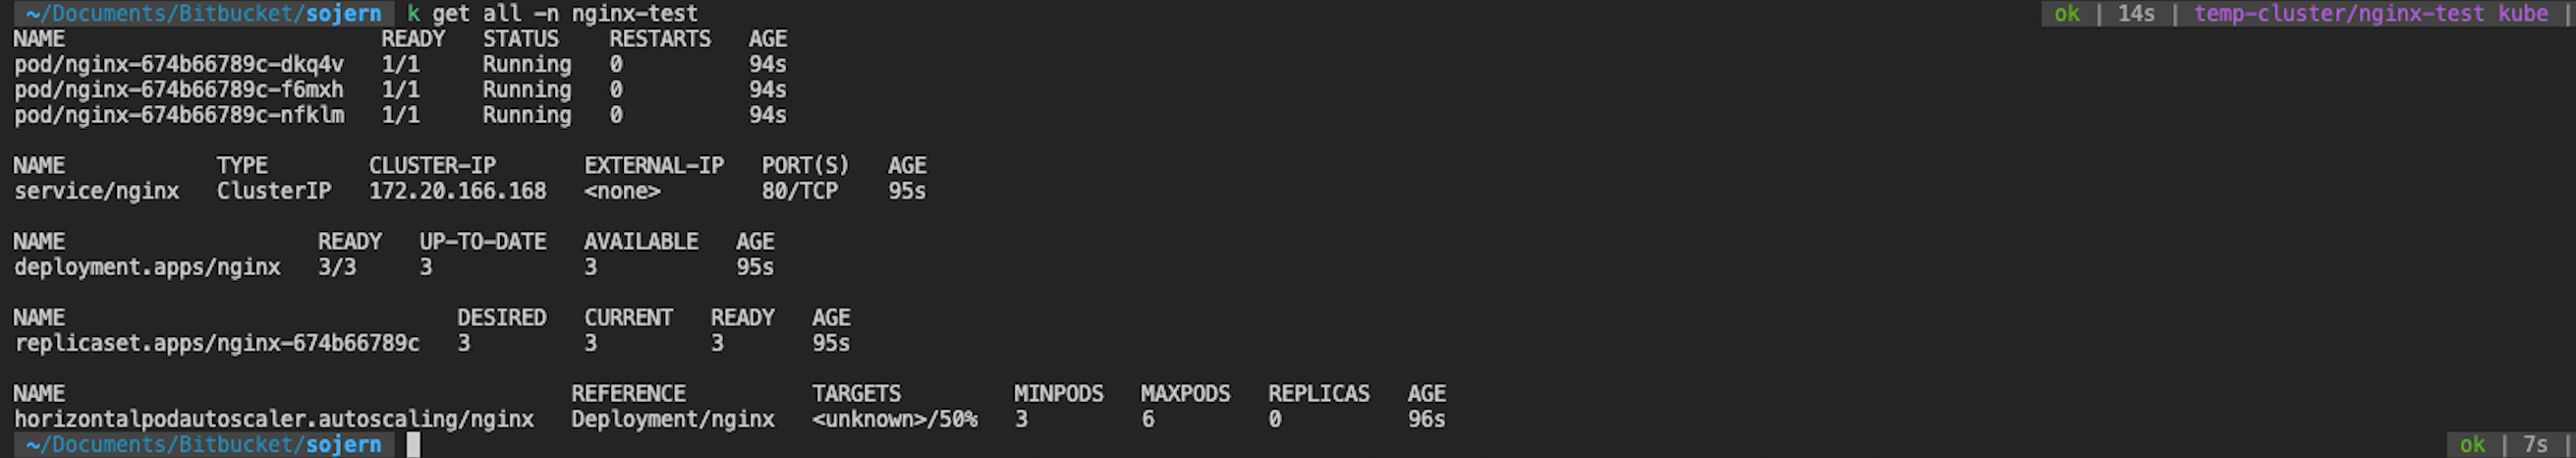 ~/Documents/Bitbucket/sojern k get all -n nginx-test ok | 14s | temp-cluster/nginx-test kube |
NAME READY STATUS RESTARTS AGE
pod/nginx-674b66789c-dkq4v 1/1 Running 0 94s
pod/nginx-674b66789c-f6mxh 1/1 Running 0 94s
pod/nginx-674b66789c-nfklm 1/1 Running 0 94s
NAME TYPE CLUSTER-IP EXTERNAL-IP PORT(S) AGE
service/nginx ClusterIP 172.20.166.168 <none> 80/TCP 95s
NAME READY UP-TO-DATE AVAILABLE AGE
deployment.apps/nginx 3/3 3 3 95s
NAME DESIRED CURRENT READY AGE
replicaset.apps/nginx-674b66789c 3 3 3 95s
NAME REFERENCE TARGETS MINPODS MAXPODS REPLICAS AGE
horizontalpodautoscaler.autoscaling/nginx Deployment/nginx <unknown>/50% 3 6 0 96s
~/Documents/Bitbucket/sojern ok | 7s |